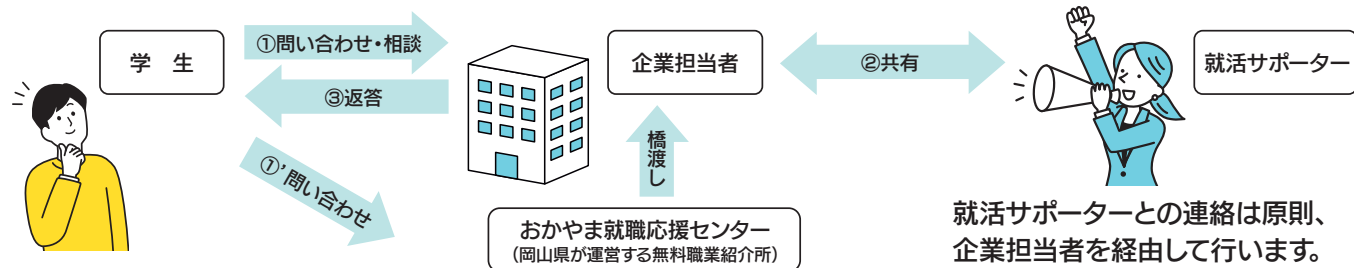 学 生
①問い合わせ・相談
③返答
①’問い合わせ
企業担当者
②共有
就活サポーター
橋渡し
おかやま就職応援センター
（岡山県が運営する無料職業紹介所）
就活サポーターとの連絡は原則、
企業担当者を経由して行います。